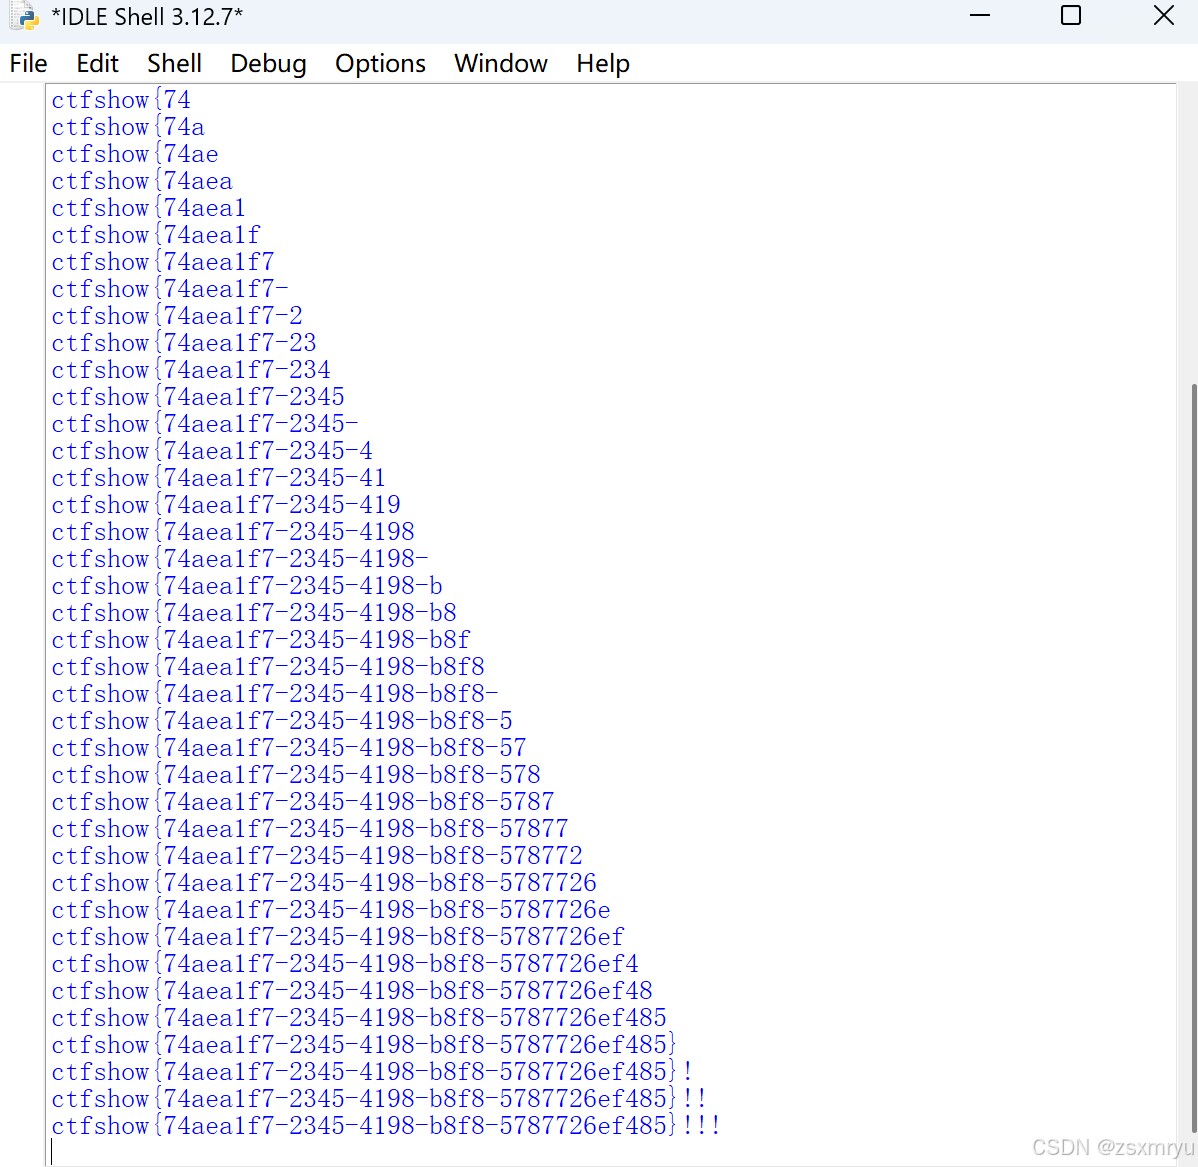 *IDLE Shell 3.12.7*
File Edit Shell Debug Options Window Help
ctfshow{74
ctfshow{74a
ctfshow{74ae
ctfshow{74aea
ctfshow{74aea1
ctfshow{74aea1f
ctfshow{74aea1f7
ctfshow{74aea1f7-
ctfshow{74aea1f7-2
ctfshow{74aea1f7-23
ctfshow{74aea1f7-234
ctfshow{74aea1f7-2345
ctfshow{74aea1f7-2345-
ctfshow{74aea1f7-2345-4
ctfshow{74aea1f7-2345-41
ctfshow{74aea1f7-2345-419
ctfshow{74aea1f7-2345-4198
ctfshow{74aea1f7-2345-4198-
ctfshow{74aea1f7-2345-4198-b
ctfshow{74aea1f7-2345-4198-b8
ctfshow{74aea1f7-2345-4198-b8f
ctfshow{74aea1f7-2345-4198-b8f8
ctfshow{74aea1f7-2345-4198-b8f8-
ctfshow{74aea1f7-2345-4198-b8f8-5
ctfshow{74aea1f7-2345-4198-b8f8-57
ctfshow{74aea1f7-2345-4198-b8f8-578
ctfshow{74aea1f7-2345-4198-b8f8-5787
ctfshow{74aea1f7-2345-4198-b8f8-57877
ctfshow{74aea1f7-2345-4198-b8f8-578772
ctfshow{74aea1f7-2345-4198-b8f8-5787726
ctfshow{74aea1f7-2345-4198-b8f8-5787726e
ctfshow{74aea1f7-2345-4198-b8f8-5787726ef
ctfshow{74aea1f7-2345-4198-b8f8-5787726ef4
ctfshow{74aea1f7-2345-4198-b8f8-5787726ef48
ctfshow{74aea1f7-2345-4198-b8f8-5787726ef485
ctfshow{74aea1f7-2345-4198-b8f8-5787726ef485}
ctfshow{74aea1f7-2345-4198-b8f8-5787726ef485}!
ctfshow{74aea1f7-2345-4198-b8f8-5787726ef485}!!
ctfshow{74aea1f7-2345-4198-b8f8-5787726ef485}!!!
CSDN @zsxmryu